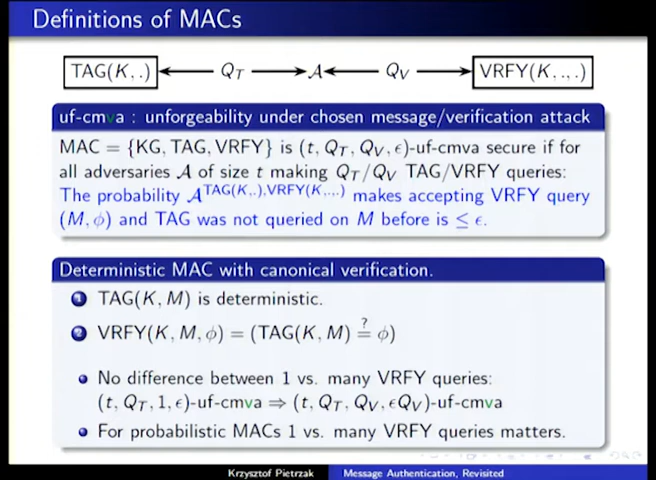 Definitions of MACs
TAG(K, .) Q_T A Q_V VRFY(K, ., .)
uf-cmva : unforgeability under chosen message/verification attack
MAC = {KG, TAG, VRFY} is (t, Q_T, Q_V, ϵ)-uf-cmva secure if for
all adversaries A of size t making Q_T/Q_V TAG/VRFY queries:
The probability A^{TAG(K,.),VRFY(K,.,.)} makes accepting VRFY query
(M, ϕ) and TAG was not queried on M before is ≤ ϵ.
Deterministic MAC with canonical verification.
1 TAG(K, M) is deterministic.
2 VRFY(K, M, ϕ) = (TAG(K, M) ≟ ϕ)
No difference between 1 vs. many VRFY queries:
(t, Q_T, 1, ϵ)-uf-cmva ⇒ (t, Q_T, Q_V, ϵQ_V)-uf-cmva
For probabilistic MACs 1 vs. many VRFY queries matters.
Krzysztof Pietrzak Message Authentication, Revisited